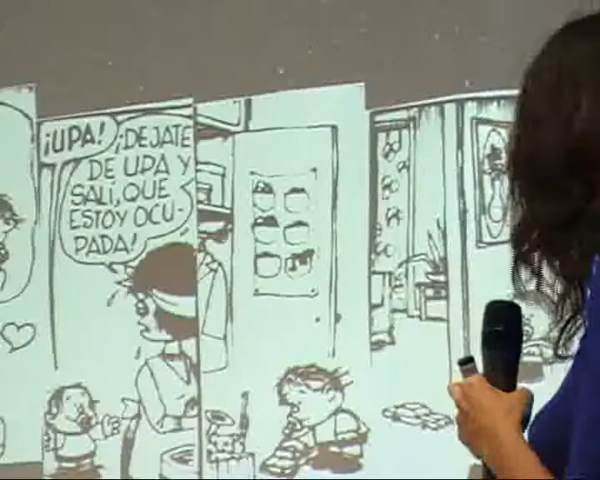 ¡UPA!
¡DEJATE
DE UPA Y
SALÍ, QUE
ESTOY OCU-
PADA!